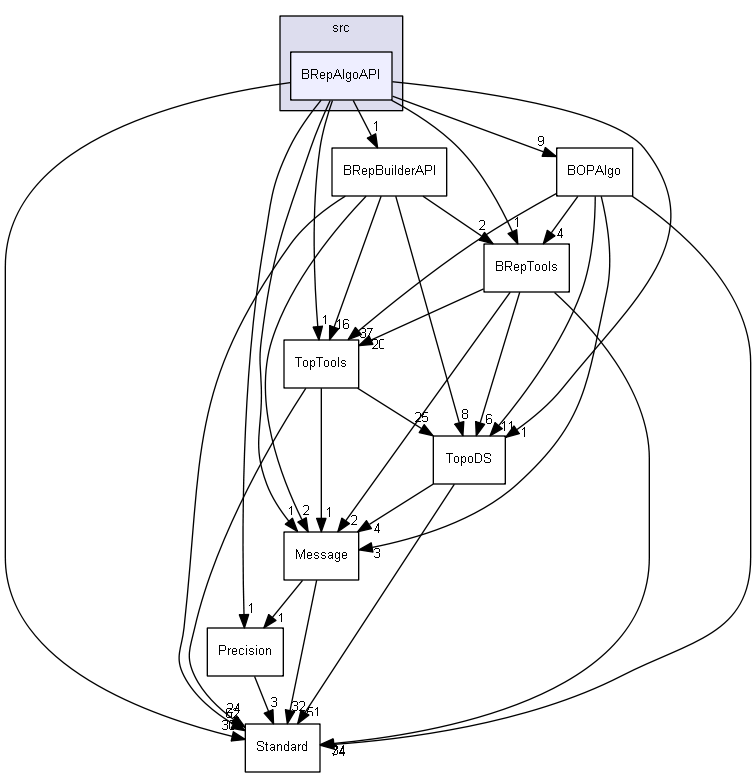 src
BRepAlgoAPI
1
9
BRepBuilderAPI
BOPAlgo
2
1
4
BRepTools
1
16
37
20
TopTools
25
8
6
11
1
TopoDS
1
2
1
2
4
3
Message
1
1
Precision
3
32
51
24
Standard